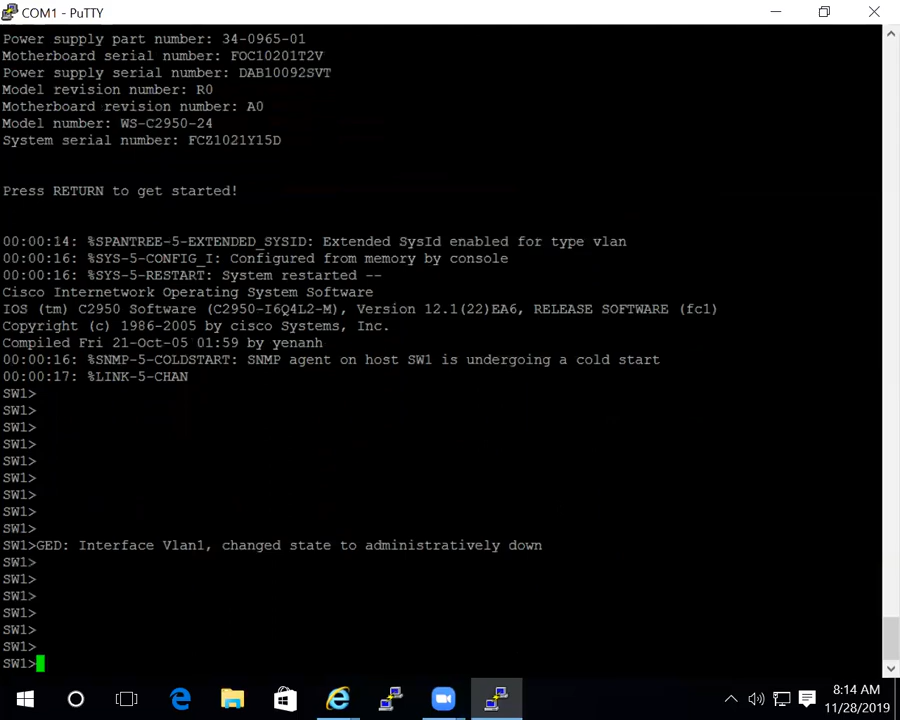 COM1 - PuTTY
Power supply part number: 34-0965-01
Motherboard serial number: FOC10201T2V
Power supply serial number: DAB10092SVT
Model revision number: R0
Motherboard revision number: A0
Model number: WS-C2950-24
System serial number: FCZ1021Y15D
Press RETURN to get started!
00:00:14: %SPANTREE-5-EXTENDED_SYSID: Extended SysId enabled for type vlan
00:00:16: %SYS-5-CONFIG_I: Configured from memory by console
00:00:16: %SYS-5-RESTART: System restarted --
Cisco Internetwork Operating System Software
IOS (tm) C2950 Software (C2950-I6Q4L2-M), Version 12.1(22)EA6, RELEASE SOFTWARE (fc1)
Copyright (c) 1986-2005 by cisco Systems, Inc.
Compiled Fri 21-Oct-05 01:59 by yenanh
00:00:16: %SNMP-5-COLDSTART: SNMP agent on host SW1 is undergoing a cold start
00:00:17: %LINK-5-CHAN
SW1>
SW1>
SW1>
SW1>
SW1>
SW1>
SW1>
SW1>
SW1>
SW1>GED: Interface Vlan1, changed state to administratively down
SW1>
SW1>
SW1>
SW1>
SW1>
SW1>
SW1>
8:14 AM
11/28/2019